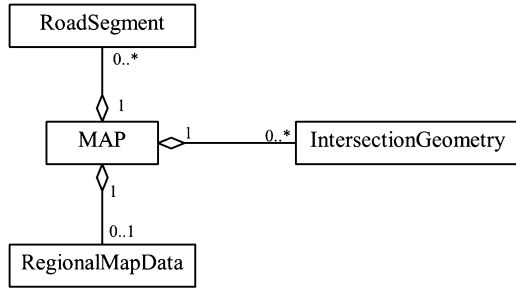 RoadSegment
0..*
1
MAP
1
0..*
IntersectionGeometry
1
0..1
RegionalMapData